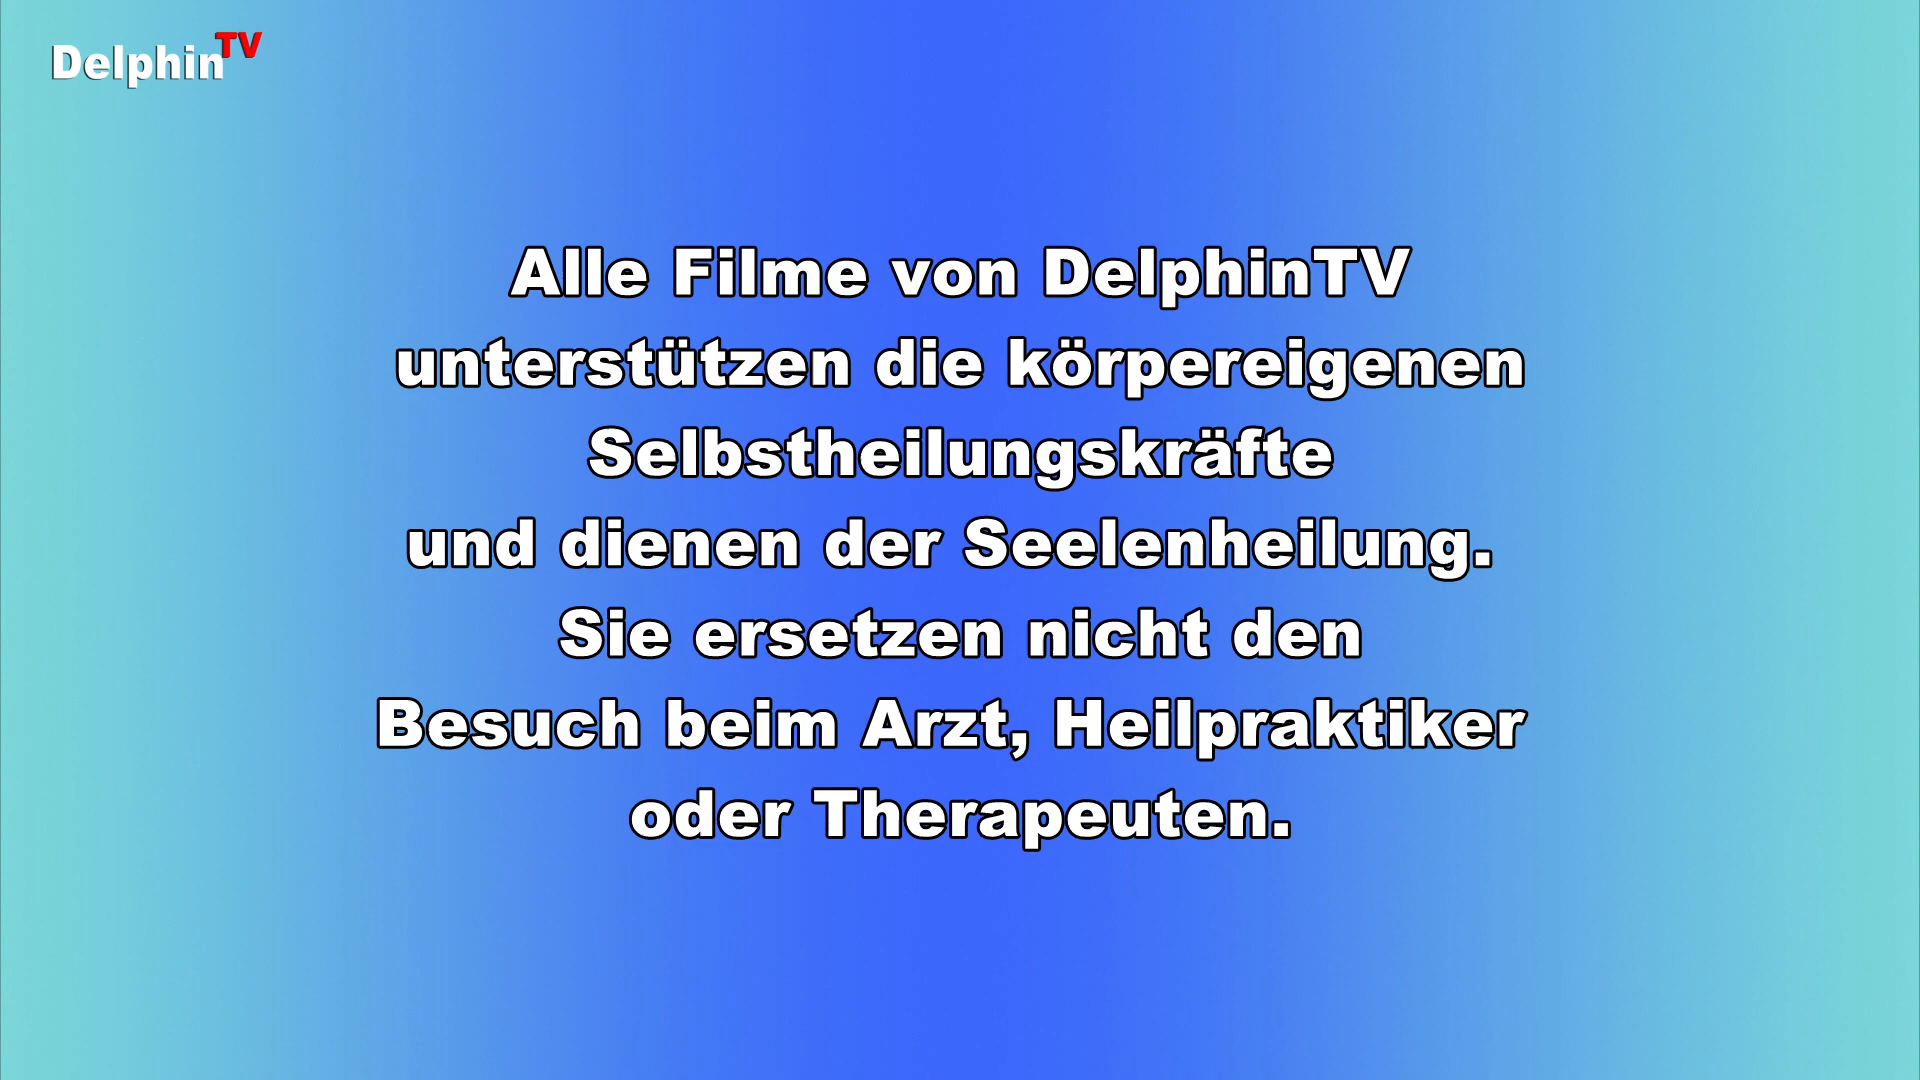 DelphinTV
Alle Filme von DelphinTV
unterstützen die körpereigenen
Selbstheilungskräfte
und dienen der Seelenheilung.
Sie ersetzen nicht den
Besuch beim Arzt, Heilpraktiker
oder Therapeuten.